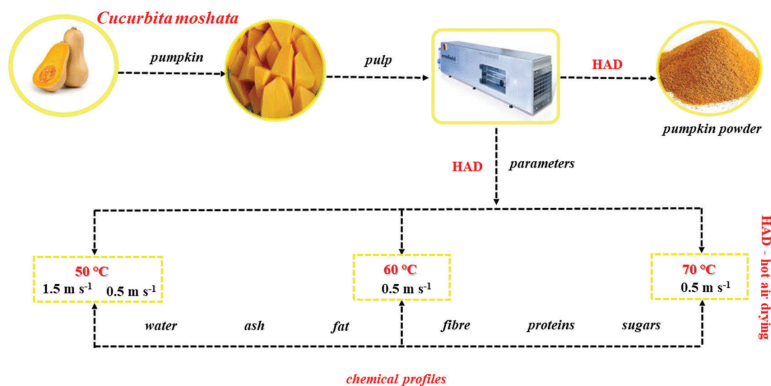 Cucurbita moshata
pumpkin
pulp
HAD
pumpkin powder
HAD
parameters
50 °C
1.5 m s-1 0.5 m s-1
60 °C
0.5 m s-1
70 °C
0.5 m s-1
HAD - hot air drying
water ash fat fibre proteins sugars
chemical profiles